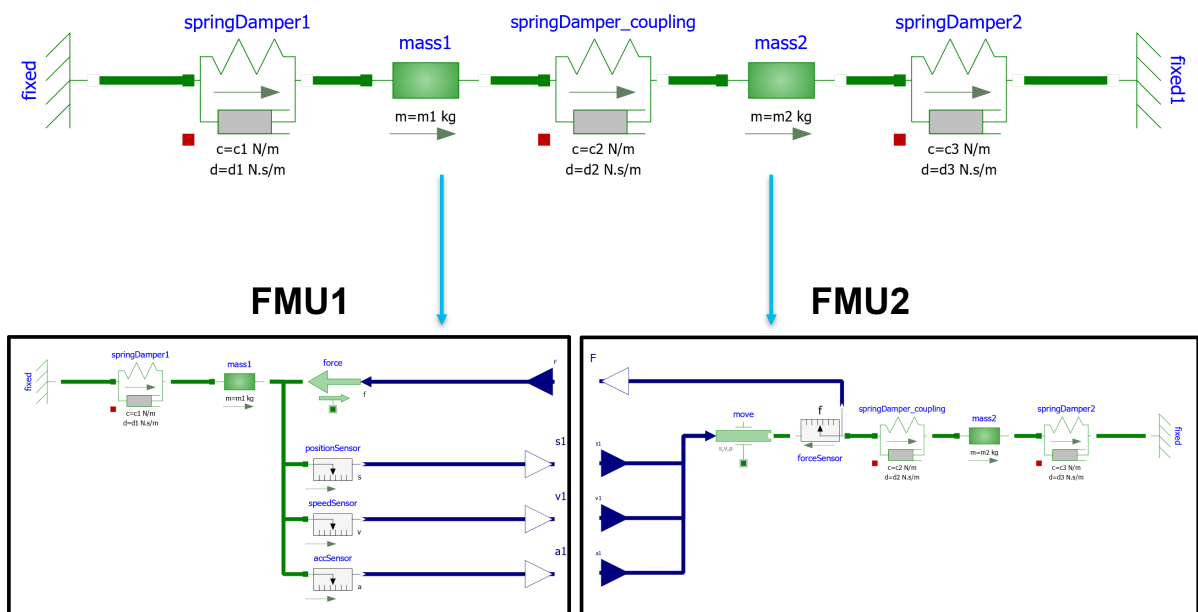 springDamper1
springDamper_coupling
springDamper2
mass1
mass2
fixed
fixed1
m=m1 kg
m=m2 kg
c=c1 N/m
d=d1 N.s/m
c=c2 N/m
d=d2 N.s/m
c=c3 N/m
d=d3 N.s/m
FMU1
FMU2
springDamper1
mass1
force
F
fixed
f
m=m1 kg
c=c1 N/m
d=d1 N.s/m
positionSensor
s1
s
speedSensor
v1
v
accSensor
a1
a
F
move
f
springDamper_coupling
mass2
springDamper2
fixed
s1
s,v,a
forceSensor
m=m2 kg
c=c2 N/m
d=d2 N.s/m
c=c3 N/m
d=d3 N.s/m
v1
a1